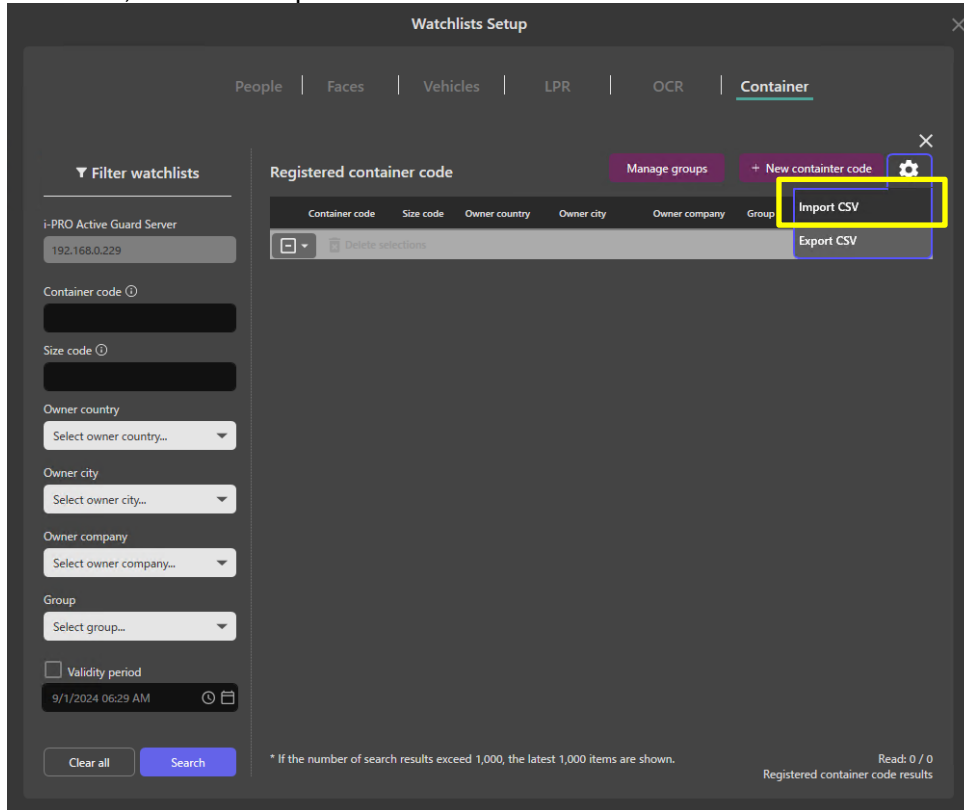 Watchlists Setup
People | Faces | Vehicles | LPR | OCR | Container
Filter watchlists
i-PRO Active Guard Server
192.168.0.229
Container code
Size code
Owner country
Select owner country...
Owner city
Select owner city...
Owner company
Select owner company...
Group
Select group...
Validity period
9/1/2024 06:29 AM
Clear all
Search
Registered container code
Manage groups
+ New containter code
Import CSV
Export CSV
Container code Size code Owner country Owner city Owner company Group
Delete selections
* If the number of search results exceed 1,000, the latest 1,000 items are shown.
Read: 0 / 0
Registered container code results